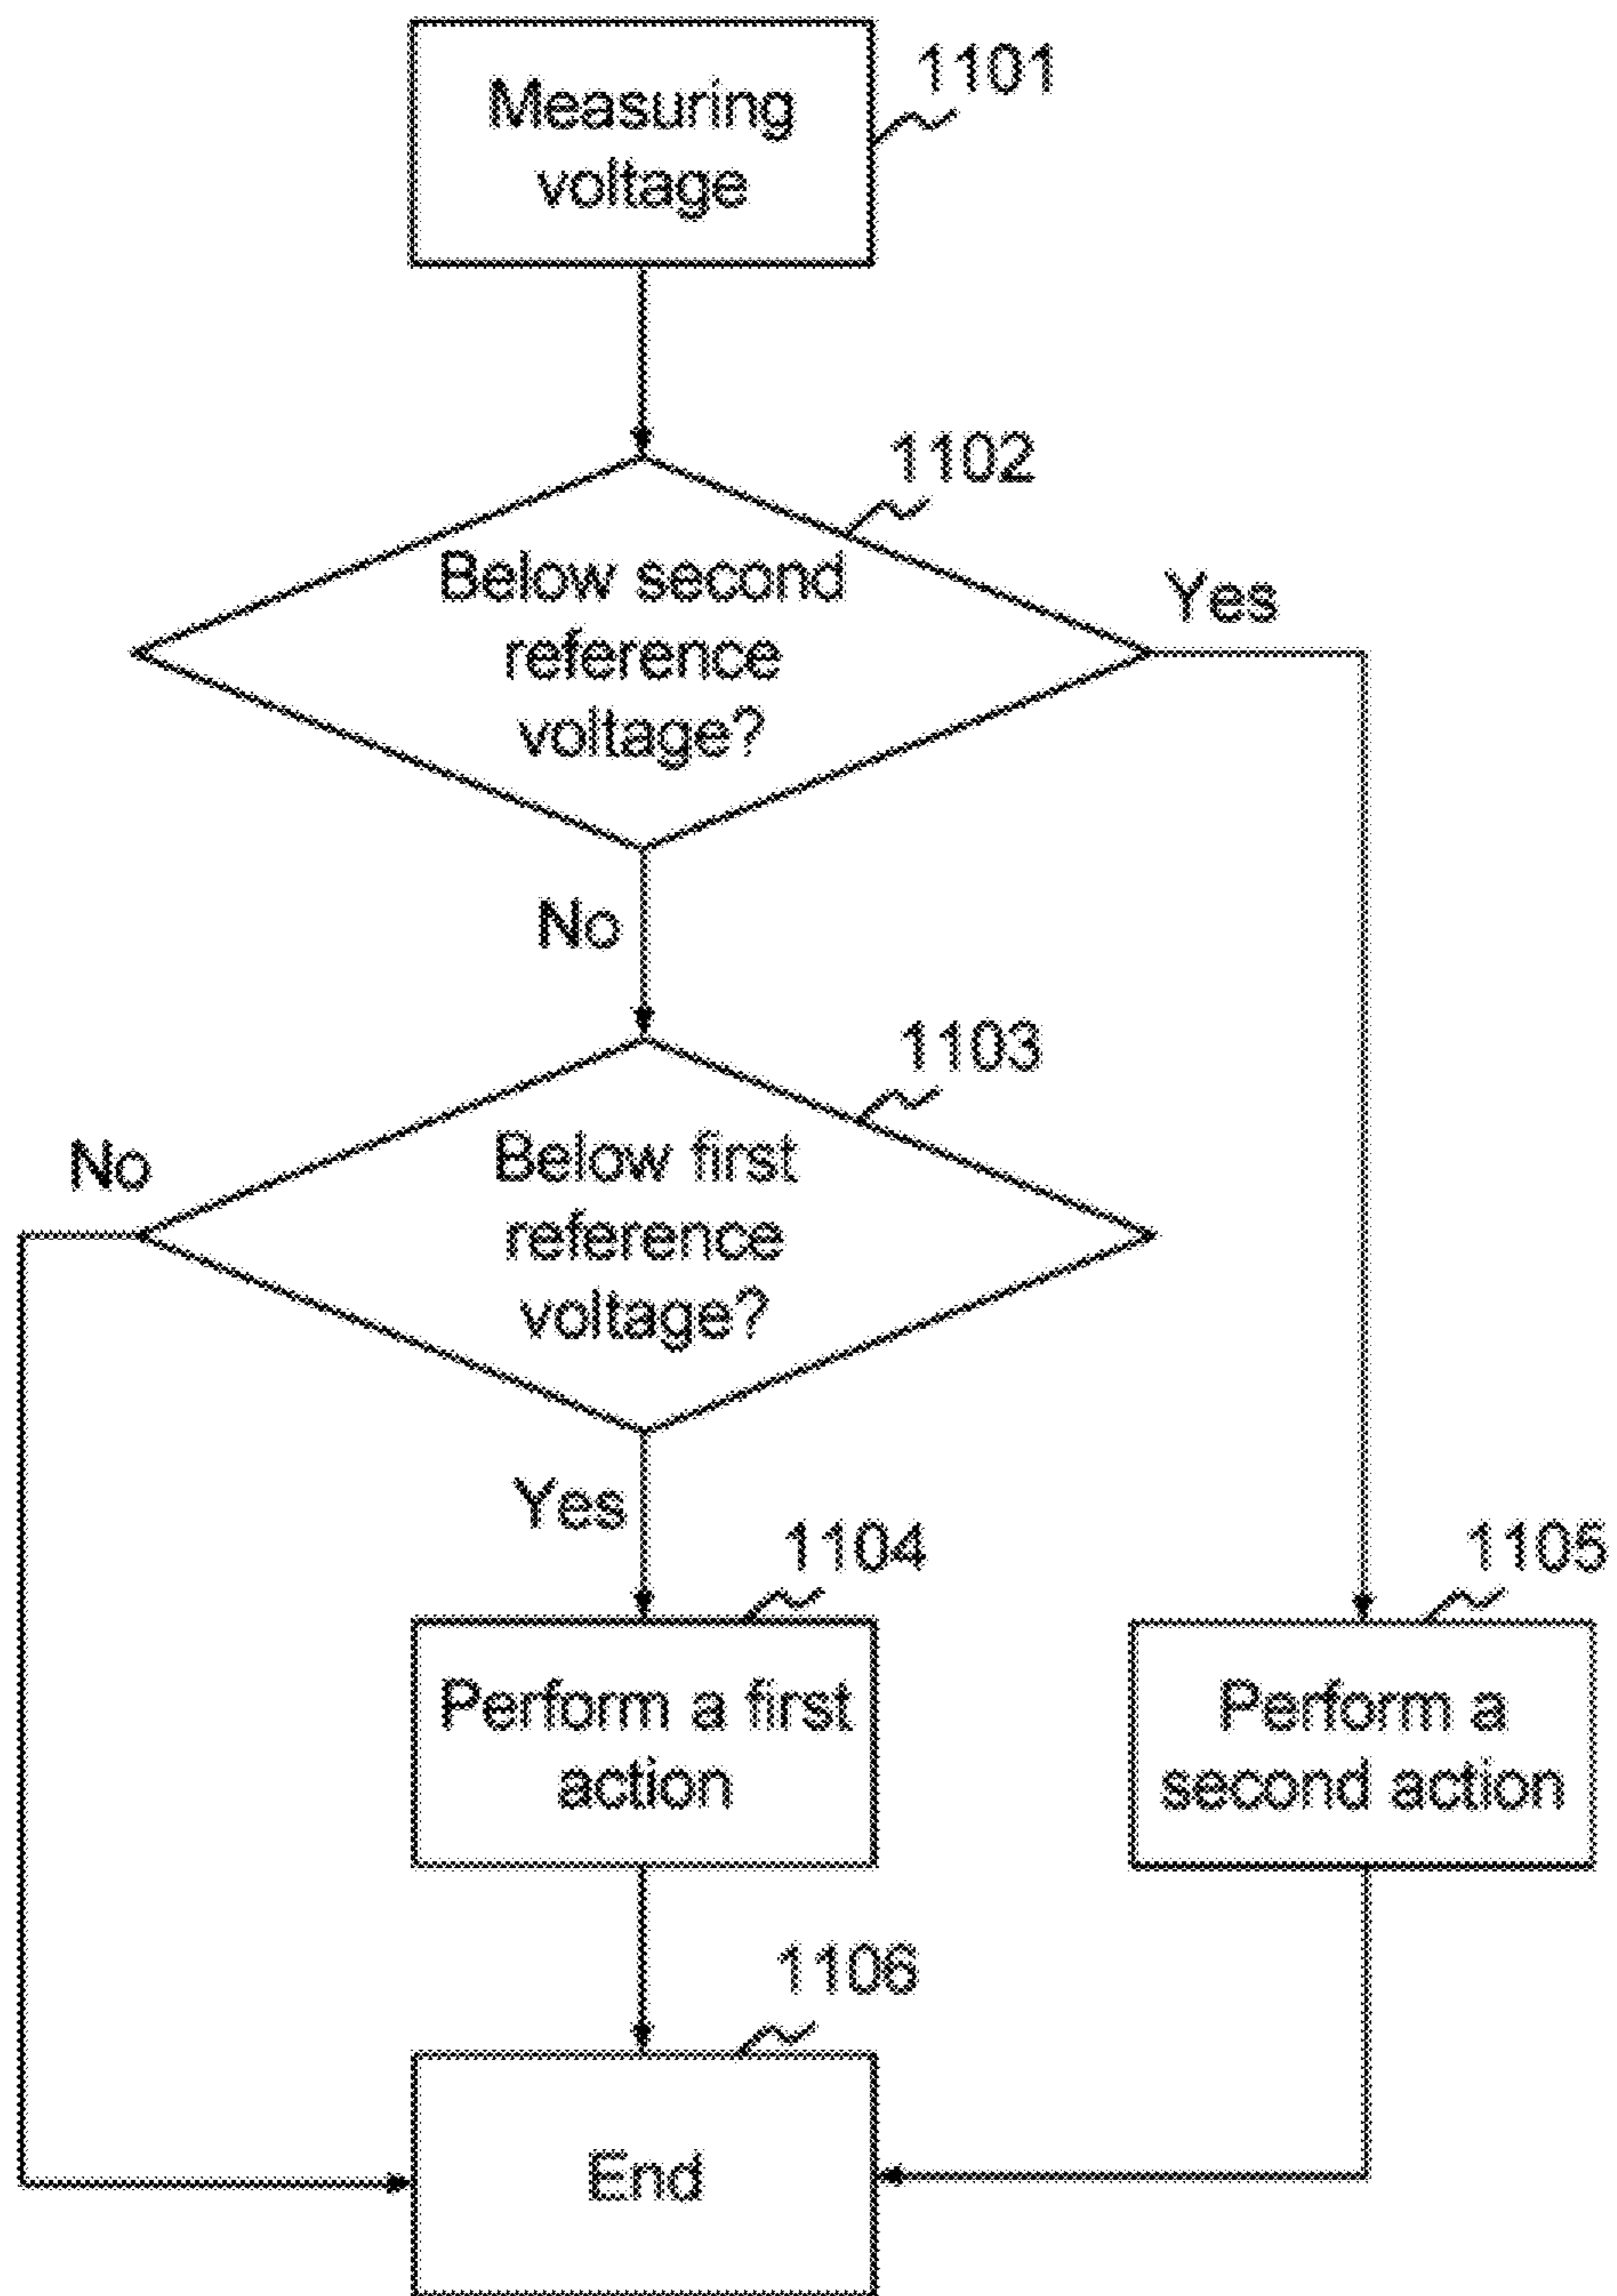 Measuring
voltage
1101
1102
Below second
reference
voltage?
Yes
No
1103
Below first
reference
voltage?
No
Yes
1104
Perform a first
action
1105
Perform a
second action
1106
End